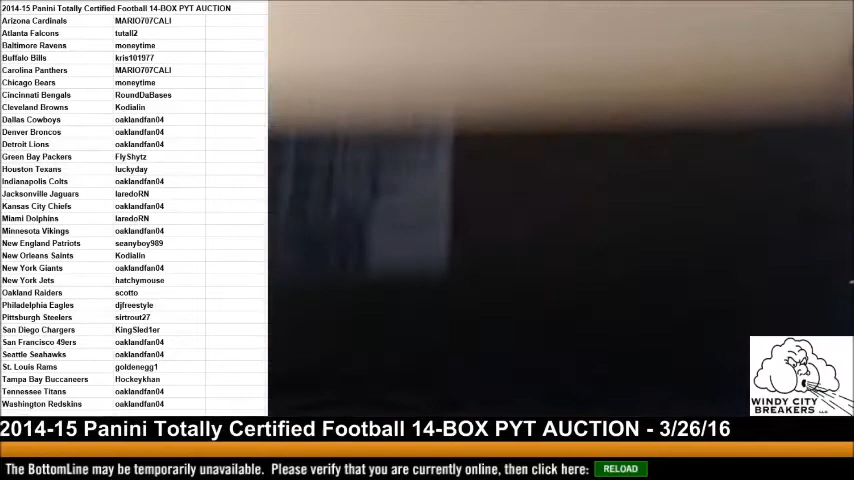 2014-15 Panini Totally Certified Football 14-BOX PYT AUCTION
Arizona Cardinals MARIO707CALI
Atlanta Falcons tutall2
Baltimore Ravens moneytime
Buffalo Bills kris101977
Carolina Panthers MARIO707CALI
Chicago Bears moneytime
Cincinnati Bengals RoundDaBases
Cleveland Browns Kodialin
Dallas Cowboys oaklandfan04
Denver Broncos oaklandfan04
Detroit Lions oaklandfan04
Green Bay Packers FlyShytz
Houston Texans luckyday
Indianapolis Colts oaklandfan04
Jacksonville Jaguars laredoRN
Kansas City Chiefs oaklandfan04
Miami Dolphins laredoRN
Minnesota Vikings oaklandfan04
New England Patriots seanyboy989
New Orleans Saints Kodialin
New York Giants oaklandfan04
New York Jets hatchymouse
Oakland Raiders scotto
Philadelphia Eagles djfreestyle
Pittsburgh Steelers sirtrout27
San Diego Chargers KingSled1er
San Francisco 49ers oaklandfan04
Seattle Seahawks oaklandfan04
St. Louis Rams goldenegg1
Tampa Bay Buccaneers Hockeykhan
Tennessee Titans oaklandfan04
Washington Redskins oaklandfan04
WINDY CITY
BREAKERS LLC
2014-15 Panini Totally Certified Football 14-BOX PYT AUCTION - 3/26/16
The BottomLine may be temporarily unavailable. Please verify that you are currently online, then click here: RELOAD